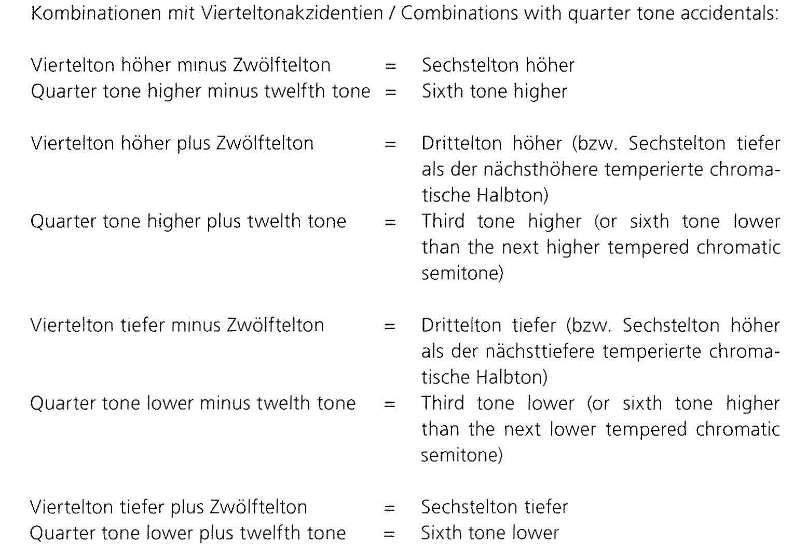 Kombinationen mit Vierteltonakzidentien / Combinations with quarter tone accidentals:
Viertelton höher minus Zwölftelton = Sechstelton höher
Quarter tone higher minus twelfth tone = Sixth tone higher
Viertelton höher plus Zwölftelton = Drittelton höher (bzw. Sechstelton tiefer
als der nächsthöhere temperierte chroma-
tische Halbton)
Quarter tone higher plus twelth tone = Third tone higher (or sixth tone lower
than the next higher tempered chromatic
semitone)
Viertelton tiefer minus Zwölftelton = Drittelton tiefer (bzw. Sechstelton höher
als der nächsttiefere temperierte chroma-
tische Halbton)
Quarter tone lower minus twelth tone = Third tone lower (or sixth tone higher
than the next lower tempered chromatic
semitone)
Viertelton tiefer plus Zwölftelton = Sechstelton tiefer
Quarter tone lower plus twelfth tone = Sixth tone lower